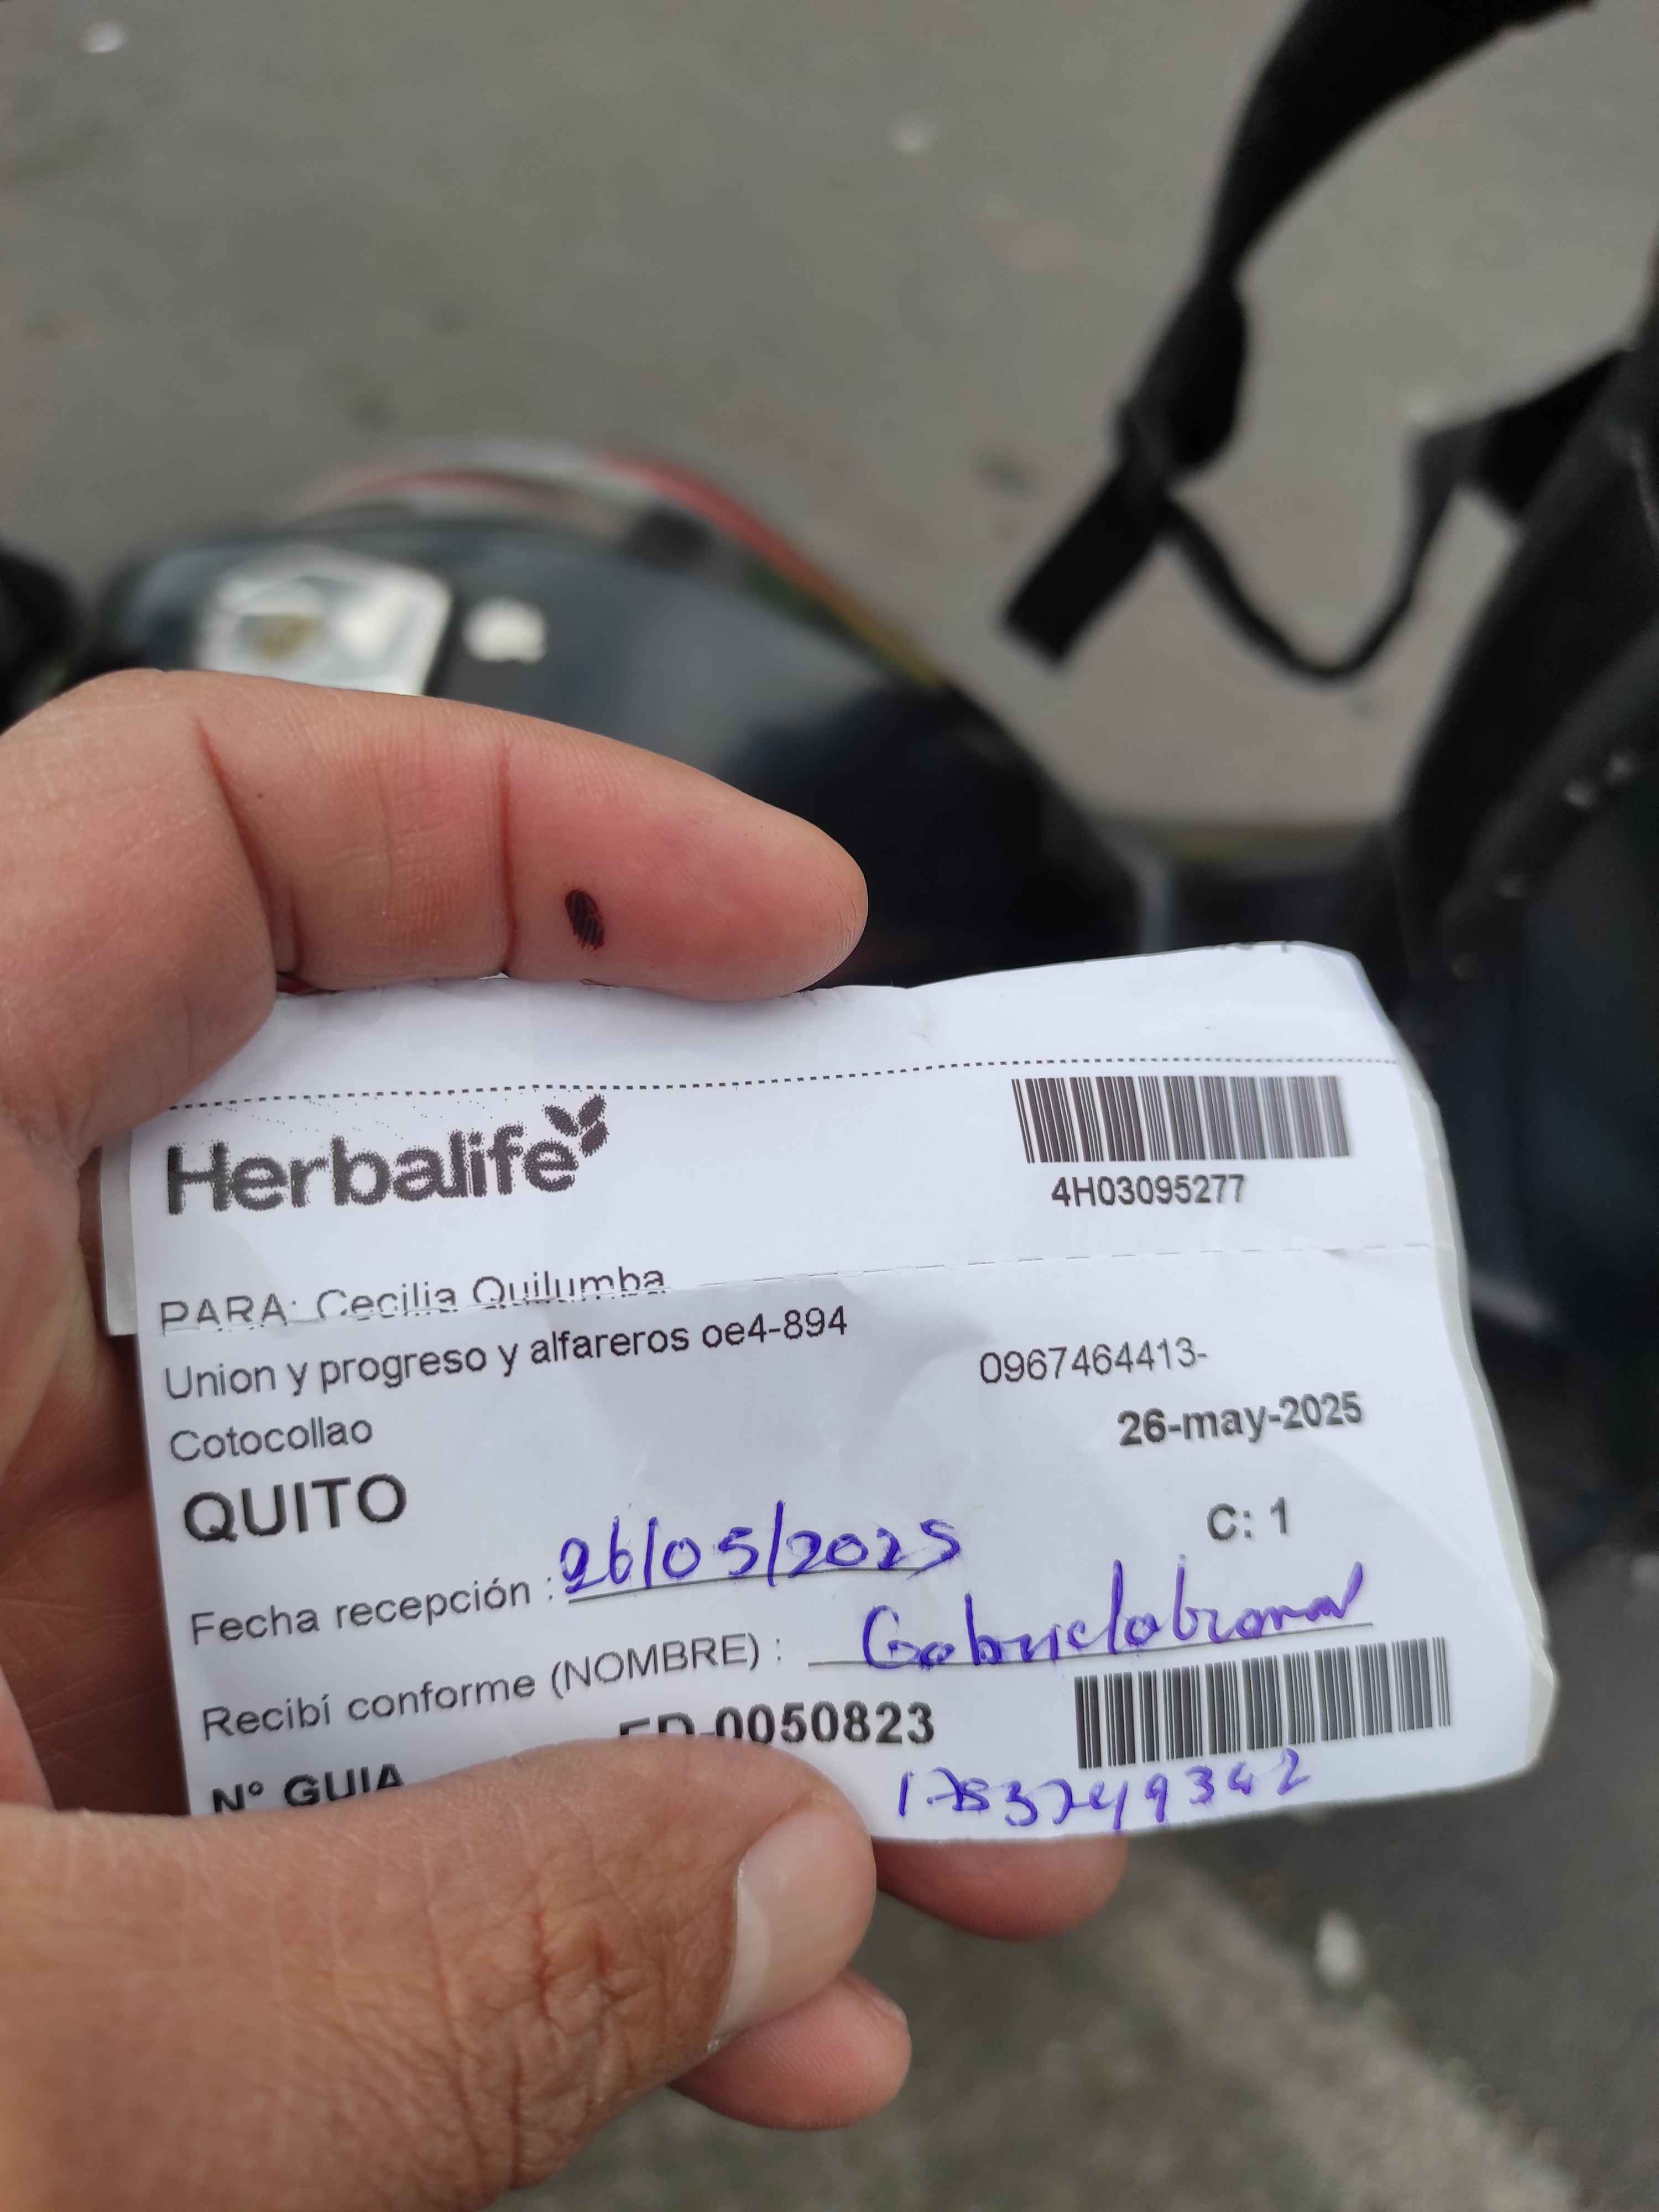 Herbalife
4H03095277
PARA: Cecilia Quilumba
Union y progreso y alfareros oe4-894
0967464413-
Cotocollao
26-may-2025
QUITO
C: 1
Fecha recepción : 26/05/2025
Recibí conforme (NOMBRE) :
0050823
Nº GUIA